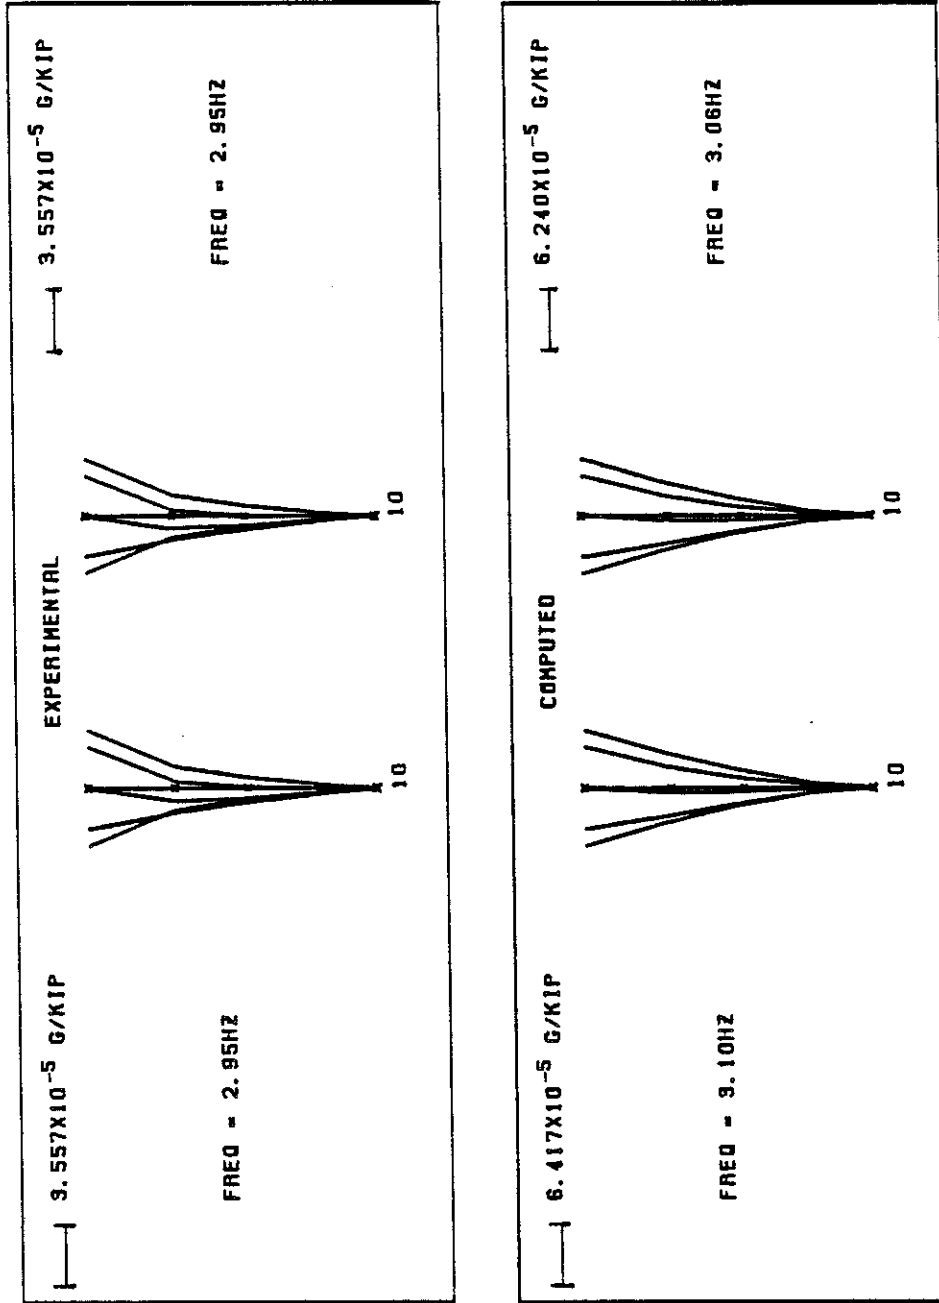 EXPERIMENTAL
3.557X10⁻⁵ G/KIP
3.557X10⁻⁵ G/KIP
FREQ = 2.95HZ
FREQ = 2.95HZ
10
10
COMPUTED
6.417X10⁻⁵ G/KIP
6.240X10⁻⁵ G/KIP
FREQ = 3.10HZ
FREQ = 3.06HZ
10
10